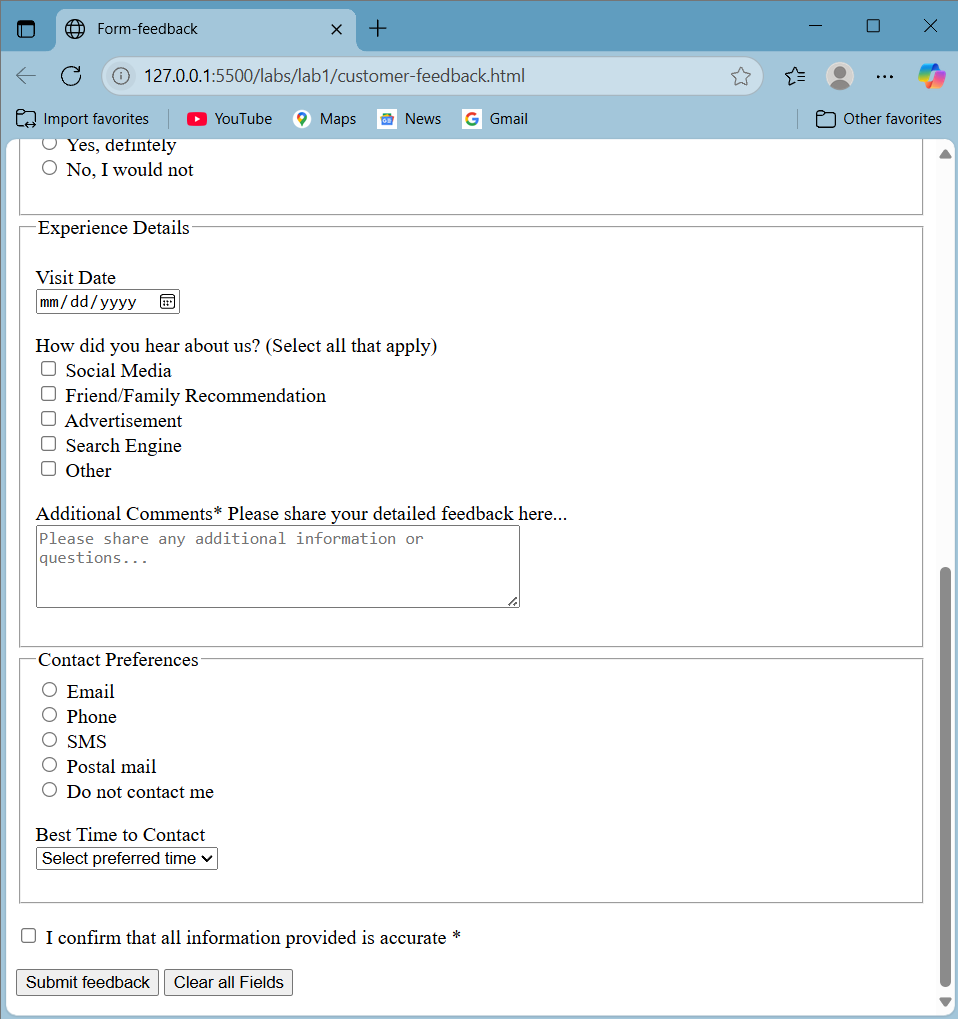 Form-feedback
127.0.0.1:5500/labs/lab1/customer-feedback.html
Import favorites YouTube Maps News Gmail Other favorites
Yes, defintely
No, I would not
Experience Details
Visit Date
mm/dd/yyyy
How did you hear about us? (Select all that apply)
Social Media
Friend/Family Recommendation
Advertisement
Search Engine
Other
Additional Comments* Please share your detailed feedback here...
Please share any additional information or
questions...
Contact Preferences
Email
Phone
SMS
Postal mail
Do not contact me
Best Time to Contact
Select preferred time
I confirm that all information provided is accurate *
Submit feedback Clear all Fields